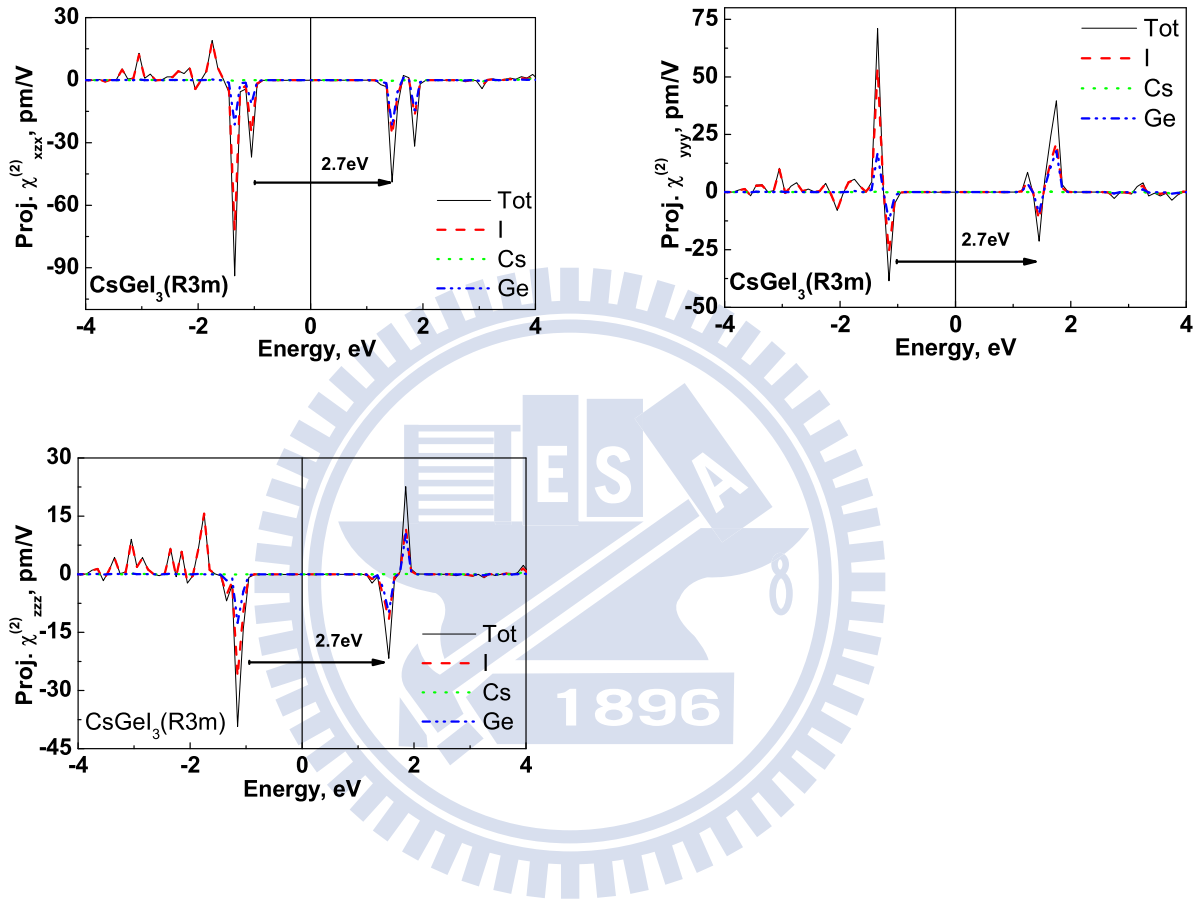 30
0
-30
-60
-90
Proj. χ⁽²⁾xzx, pm/V
2.7eV
Tot
I
Cs
Ge
CsGeI₃(R3m)
-4 -2 0 2 4
Energy, eV
75
50
25
0
-25
-50
Proj. χ⁽²⁾yyy, pm/V
Tot
I
Cs
Ge
2.7eV
CsGeI₃(R3m)
-4 -2 0 2 4
Energy, eV
30
15
0
-15
-30
-45
Proj. χ⁽²⁾zzz, pm/V
2.7eV
Tot
I
Cs
Ge
CsGeI₃(R3m)
-4 -2 0 2 4
Energy, eV
E S A
1896